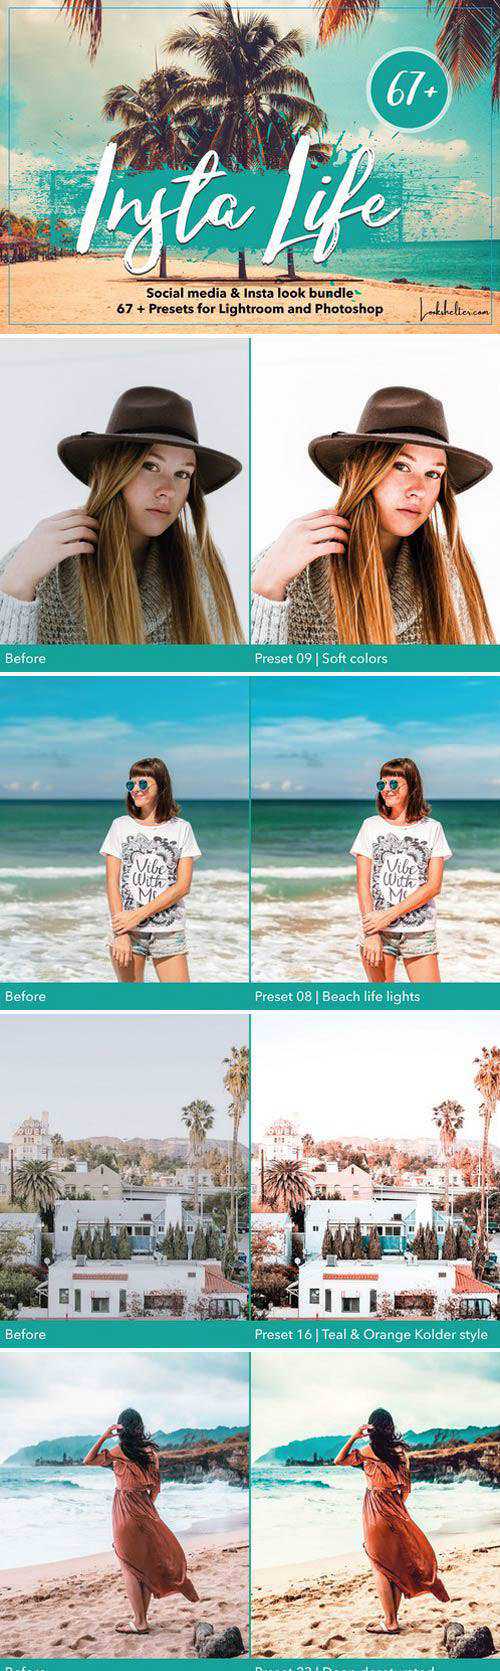 67+
Insta Life
Social media & Insta look bundle
67 + Presets for Lightroom and Photoshop
Lookshelter.com
Before
Preset 09 | Soft colors
Vibe
With
Me
Vibe
With
Me
Before
Preset 08 | Beach life lights
Before
Preset 16 | Teal & Orange Kolder style